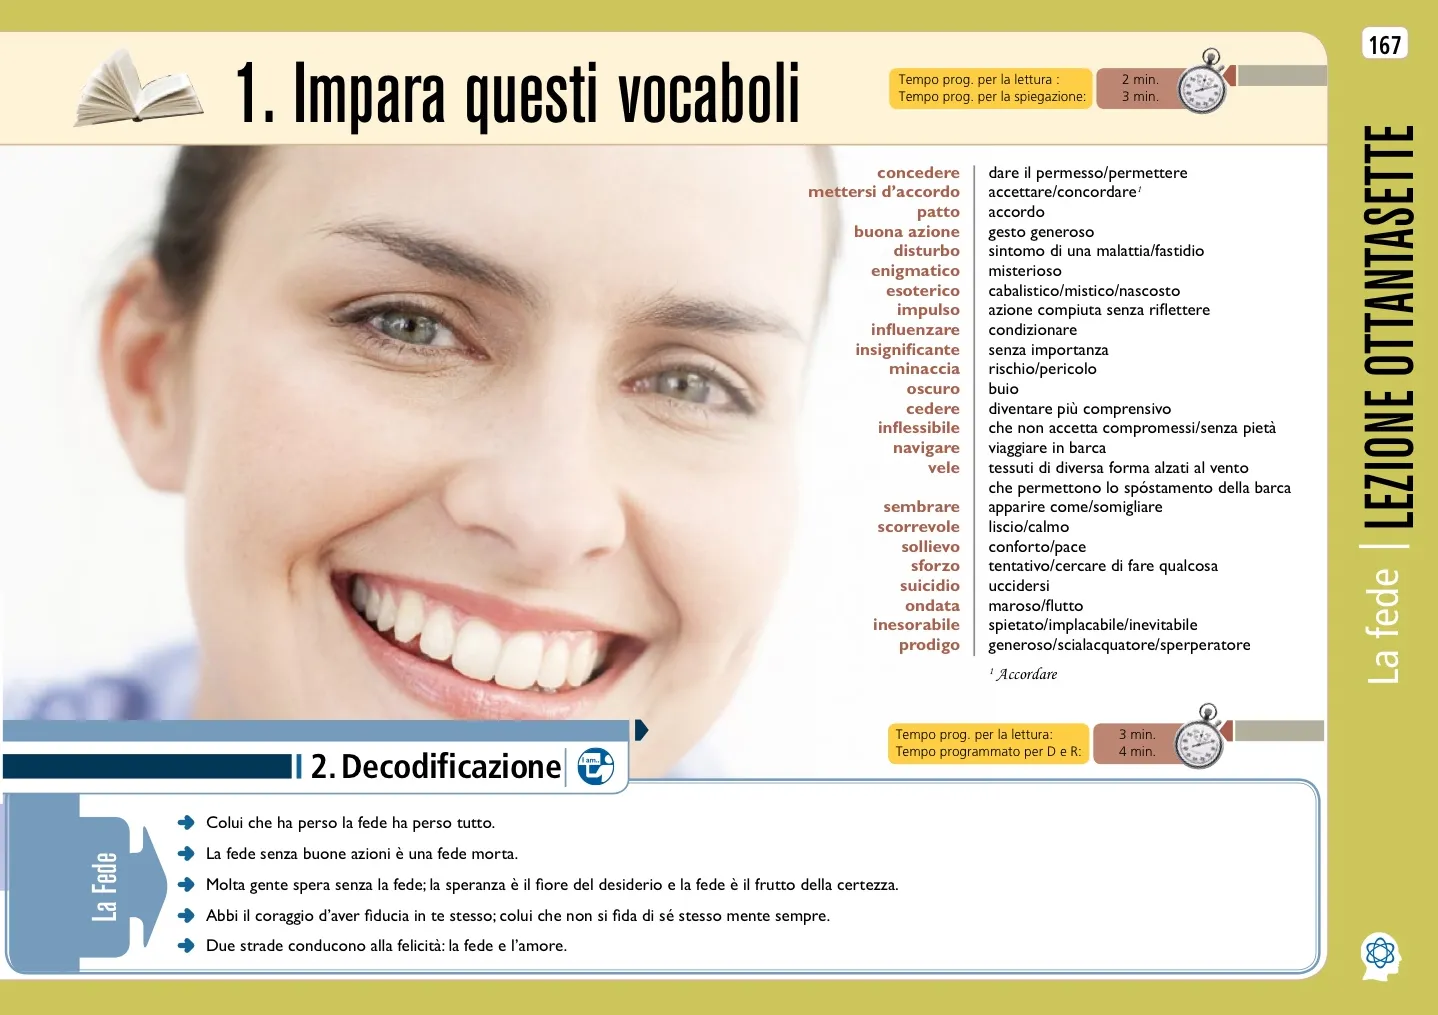 167
1. Impara questi vocaboli
Tempo prog. per la lettura : 2 min.
Tempo prog. per la spiegazione: 3 min.
concedere dare il permesso/permettere
mettersi d’accordo accettare/concordare¹
patto accordo
buona azione gesto generoso
disturbo sintomo di una malattia/fastidio
enigmatico misterioso
esoterico cabalistico/mistico/nascosto
impulso azione compiuta senza riflettere
influenzare condizionare
insignificante senza importanza
minaccia rischio/pericolo
oscuro buio
cedere diventare più comprensivo
inflessibile che non accetta compromessi/senza pietà
navigare viaggiare in barca
vele tessuti di diversa forma alzati al vento
che permettono lo spóstamento della barca
sembrare apparire come/somigliare
scorrevole liscio/calmo
sollievo conforto/pace
sforzo tentativo/cercare di fare qualcosa
suicidio uccidersi
ondata maroso/flutto
inesorabile spietato/implacabile/inevitabile
prodigo generoso/scialacquatore/sperperatore
¹ Accordare
La fede | LEZIONE OTTANTASETTE
Tempo prog. per la lettura: 3 min.
Tempo programmato per D e R: 4 min.
2. Decodificazione
I am..
La Fede
Colui che ha perso la fede ha perso tutto.
La fede senza buone azioni è una fede morta.
Molta gente spera senza la fede; la speranza è il fiore del desiderio e la fede è il frutto della certezza.
Abbi il coraggio d’aver fiducia in te stesso; colui che non si fida di sé stesso mente sempre.
Due strade conducono alla felicità: la fede e l’amore.